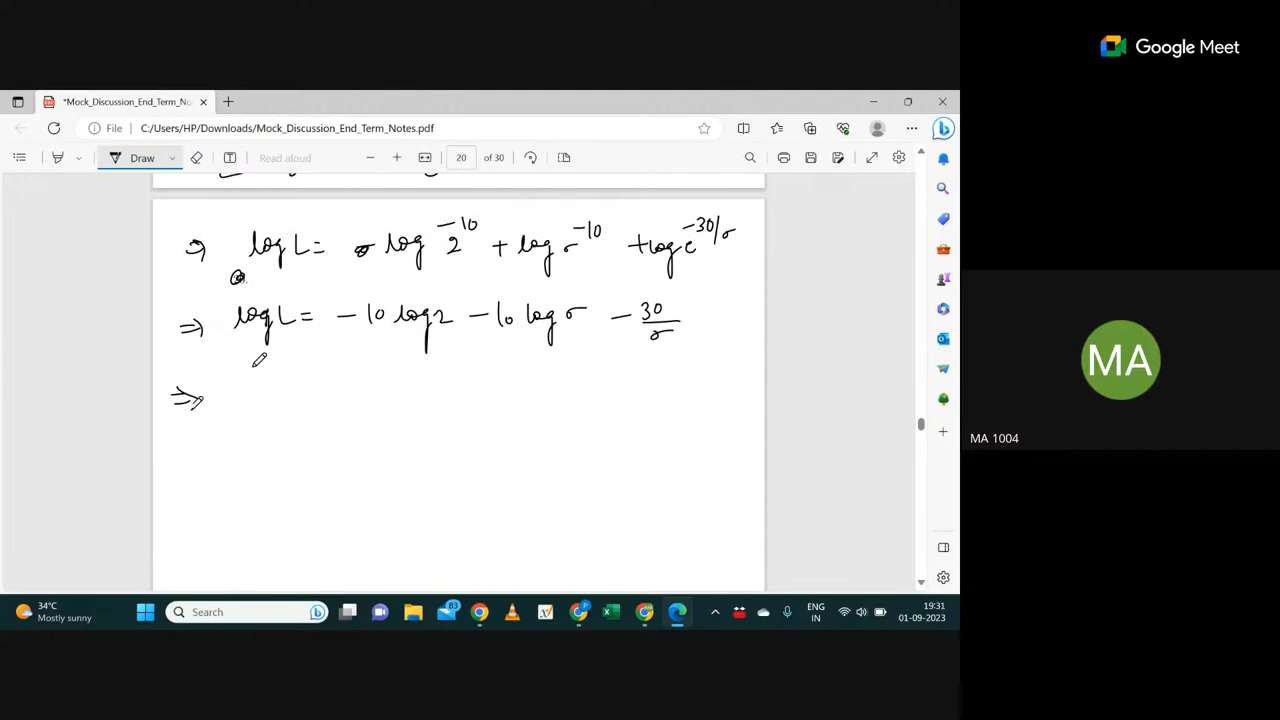 Google Meet
*Mock_Discussion_End_Term_No
File C:/Users/HP/Downloads/Mock_Discussion_End_Term_Notes.pdf
Draw Read aloud 20 of 30
⇒ log L = log 2^-10 + log σ^-10 + log e^-30/σ
⇒ log L = -10 log 2 - 10 log σ - 30/σ
⇒
MA
MA 1004
34°C
Mostly sunny
Search
83
ENG
IN
19:31
01-09-2023